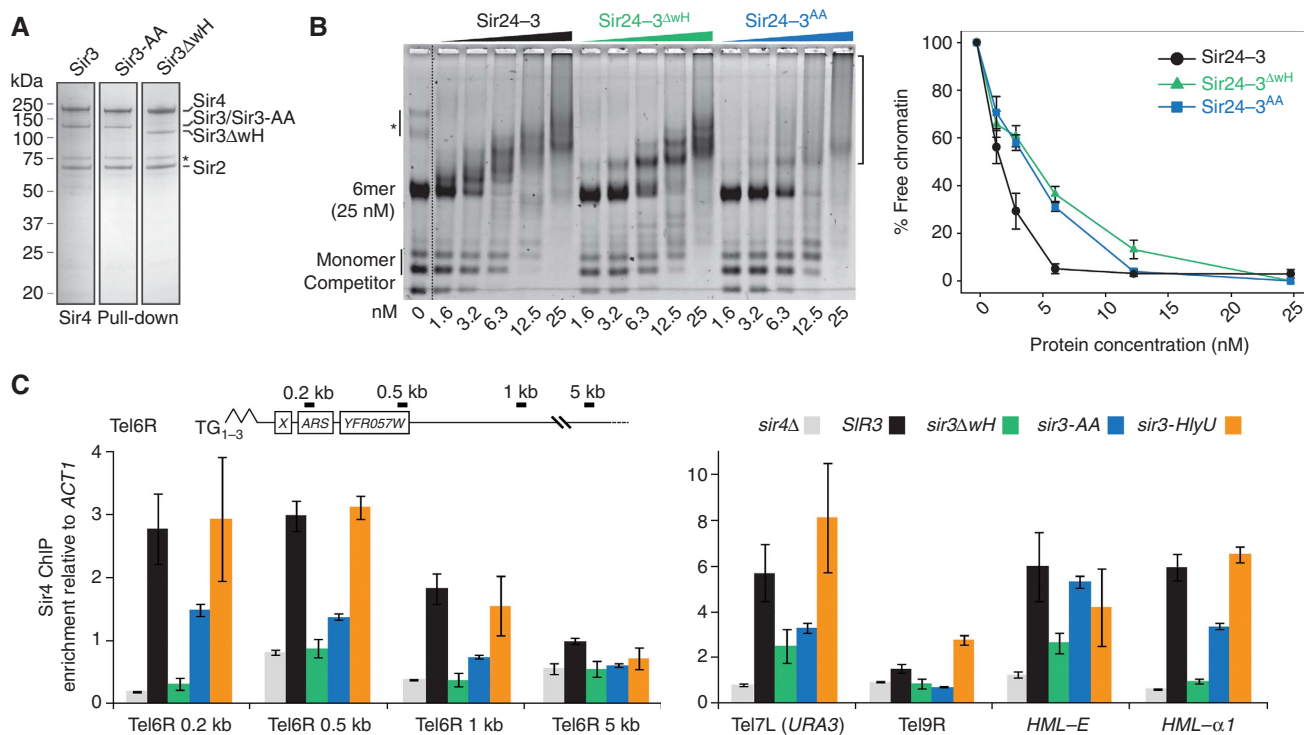 A
Sir3
Sir3-AA
Sir3ΔwH
kDa
250
150
100
75
50
37
25
20
Sir4
Sir3/Sir3-AA
Sir3ΔwH
*
Sir2
Sir4 Pull-down
B
Sir24–3
Sir24–3ΔwH
Sir24–3AA
*
6mer
(25 nM)
Monomer
Competitor
nM
0 1.6 3.2 6.3 12.5 25 1.6 3.2 6.3 12.5 25 1.6 3.2 6.3 12.5 25
% Free chromatin
100
80
60
40
20
0
0 5 10 15 20 25
Protein concentration (nM)
Sir24–3
Sir24–3ΔwH
Sir24–3AA
C
Tel6R
TG1–3
X
ARS
YFR057W
0.2 kb
0.5 kb
1 kb
5 kb
sir4Δ
SIR3
sir3ΔwH
sir3-AA
sir3-HlyU
Sir4 ChIP
enrichment relative to ACT1
4
3
2
1
0
Tel6R 0.2 kb
Tel6R 0.5 kb
Tel6R 1 kb
Tel6R 5 kb
10
8
6
4
2
0
Tel7L (URA3)
Tel9R
HML–E
HML–α1